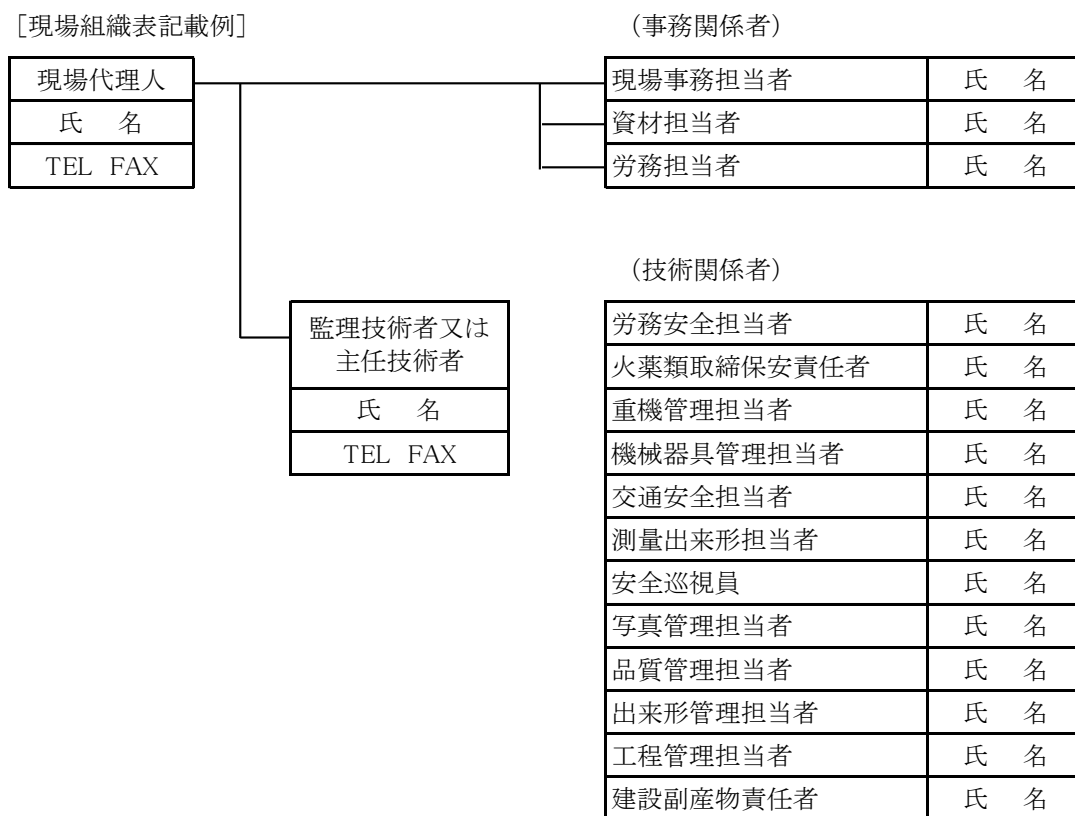 ［現場組織表記載例］
（事務関係者）
現場代理人
氏　名
TEL FAX
現場事務担当者 氏　名
資材担当者 氏　名
労務担当者 氏　名
（技術関係者）
監理技術者又は
主任技術者
氏　名
TEL FAX
労務安全担当者 氏　名
火薬類取締保安責任者 氏　名
重機管理担当者 氏　名
機械器具管理担当者 氏　名
交通安全担当者 氏　名
測量出来形担当者 氏　名
安全巡視員 氏　名
写真管理担当者 氏　名
品質管理担当者 氏　名
出来形管理担当者 氏　名
工程管理担当者 氏　名
建設副産物責任者 氏　名